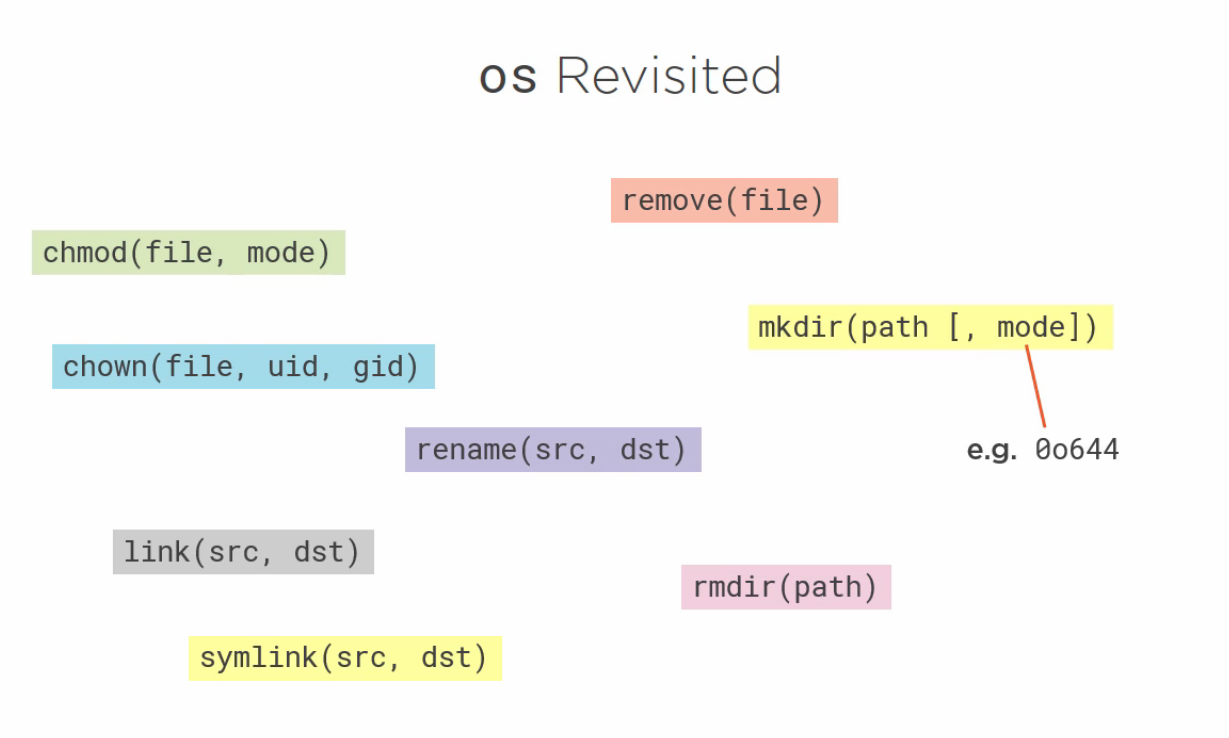 os Revisited
remove(file)
chmod(file, mode)
mkdir(path [, mode])
chown(file, uid, gid)
rename(src, dst)
e.g. 0o644
link(src, dst)
rmdir(path)
symlink(src, dst)